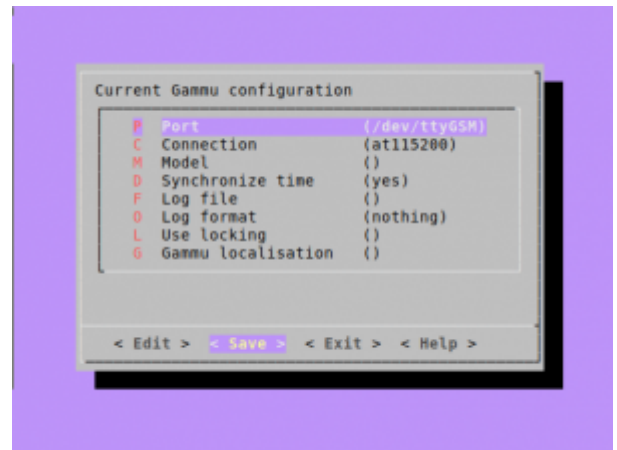 Current Gammu configuration
P Port (/dev/ttyGSM)
C Connection (at115200)
M Model ()
D Synchronize time (yes)
F Log file ()
O Log format (nothing)
L Use locking ()
G Gammu localisation ()
< Edit > < Save > < Exit > < Help >